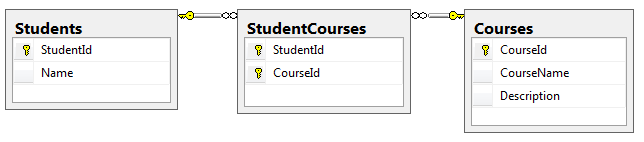 Students
StudentId
Name
StudentCourses
StudentId
CourseId
Courses
CourseId
CourseName
Description